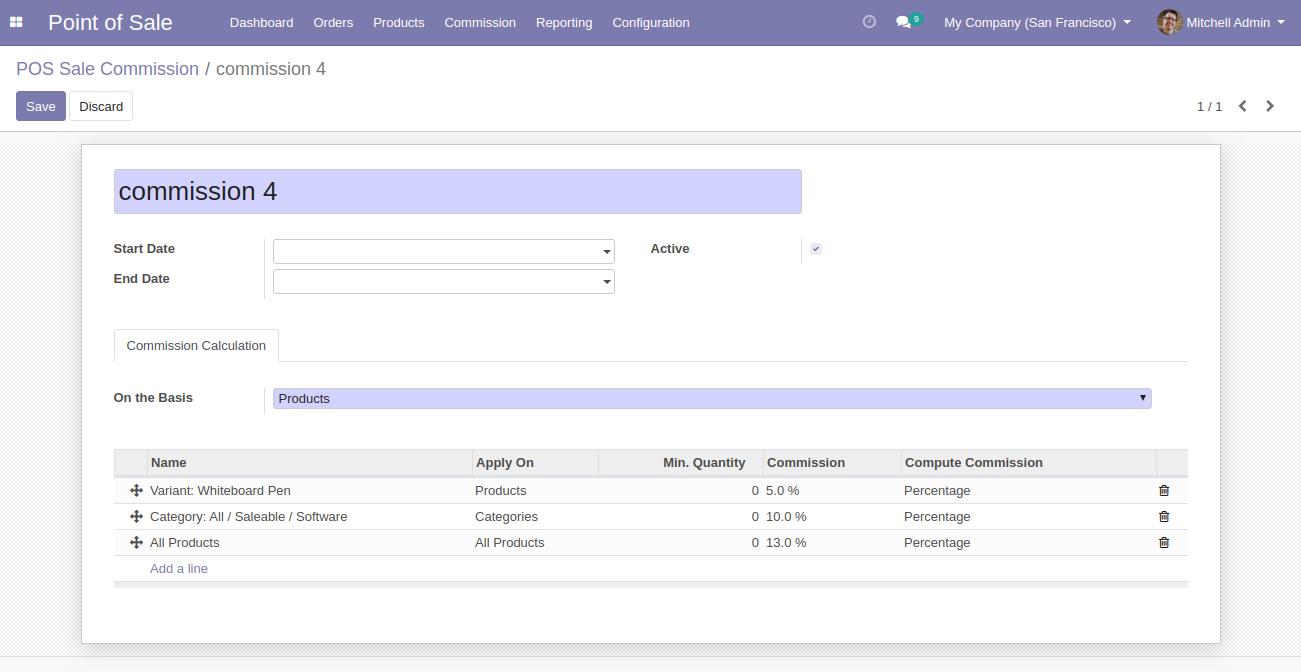 Point of Sale Dashboard Orders Products Commission Reporting Configuration 9 My Company (San Francisco) Mitchell Admin
POS Sale Commission / commission 4
Save Discard 1 / 1
commission 4
Start Date Active
End Date
Commission Calculation
On the Basis Products
Name Apply On Min. Quantity Commission Compute Commission
Variant: Whiteboard Pen Products 0 5.0 % Percentage
Category: All / Saleable / Software Categories 0 10.0 % Percentage
All Products All Products 0 13.0 % Percentage
Add a line